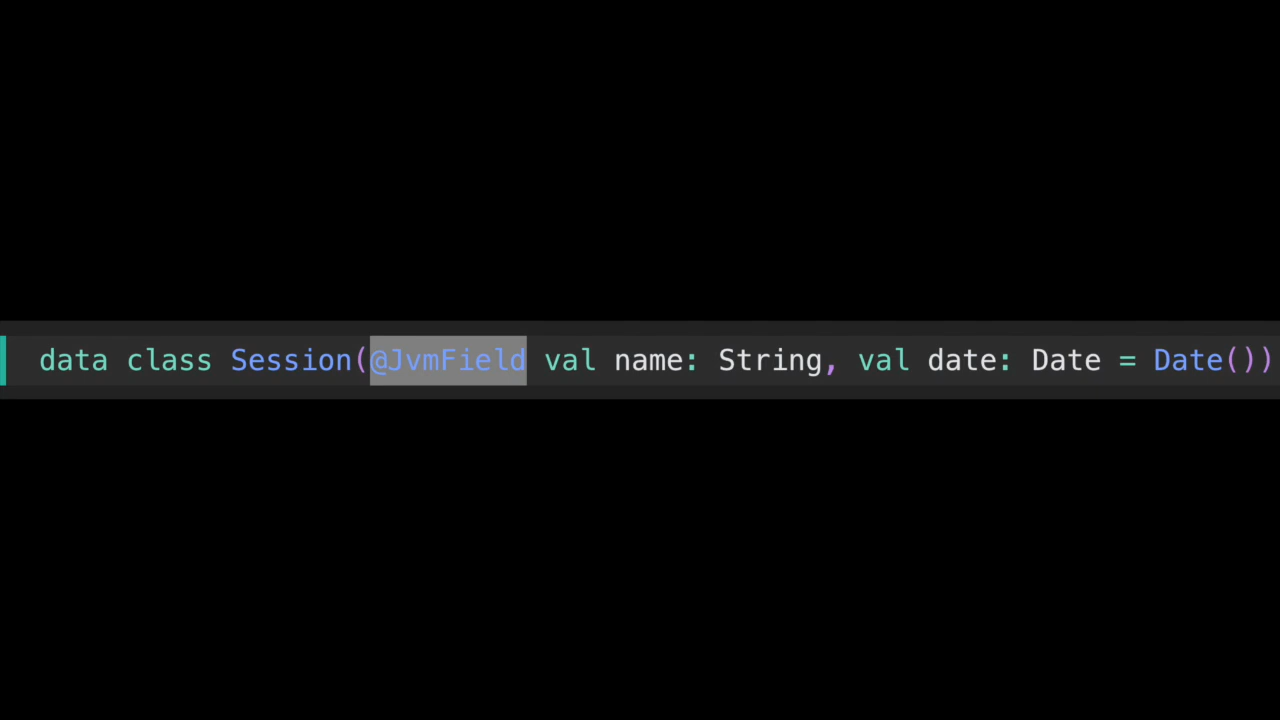 data class Session(@JvmField val name: String, val date: Date = Date())